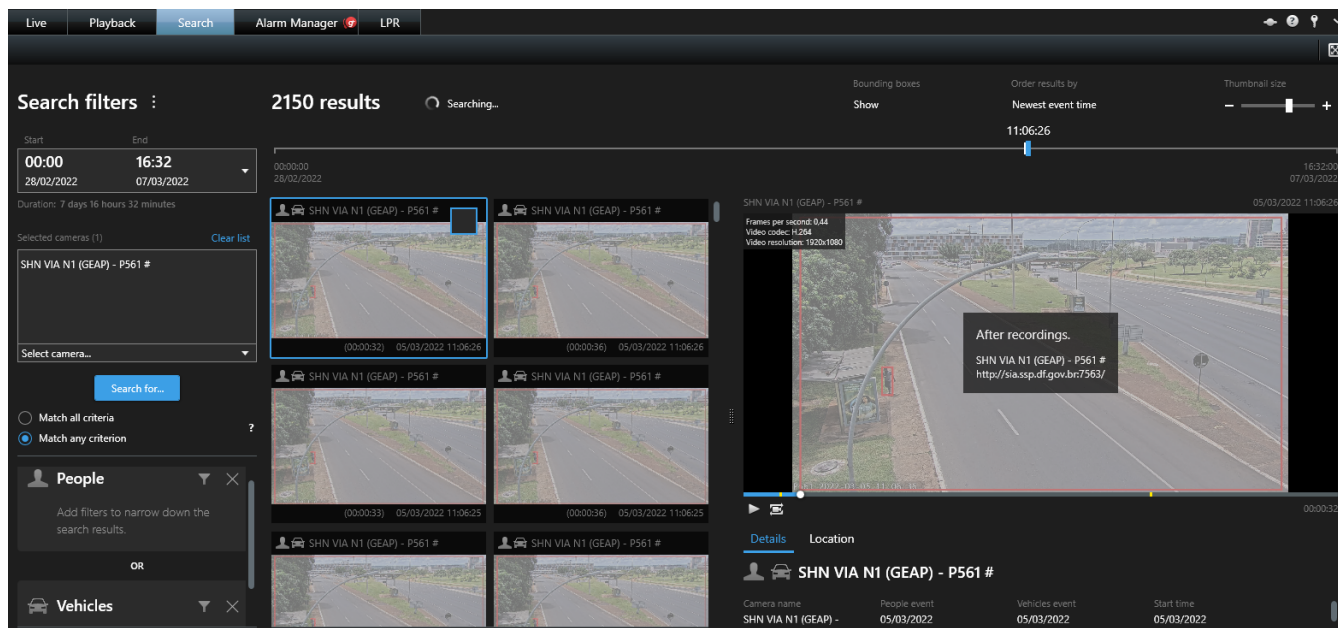 Live Playback Search Alarm Manager LPR
Search filters
2150 results
Searching...
Bounding boxes
Show
Order results by
Newest event time
Thumbnail size
Start End
00:00 16:32
28/02/2022 07/03/2022
Duration: 7 days 16 hours 32 minutes
11:06:26
00:00:00
28/02/2022
16:32:00
07/03/2022
Selected cameras (1) Clear list
SHN VIA N1 (GEAP) - P561 #
Select camera...
Search for...
Match all criteria
Match any criterion
?
People
Add filters to narrow down the
search results.
OR
Vehicles
SHN VIA N1 (GEAP) - P561 #
(00:00:32) 05/03/2022 11:06:26
SHN VIA N1 (GEAP) - P561 #
(00:00:36) 05/03/2022 11:06:26
SHN VIA N1 (GEAP) - P561 #
(00:00:33) 05/03/2022 11:06:25
SHN VIA N1 (GEAP) - P561 #
(00:00:36) 05/03/2022 11:06:25
SHN VIA N1 (GEAP) - P561 #
SHN VIA N1 (GEAP) - P561 #
SHN VIA N1 (GEAP) - P561 # 05/03/2022 11:06:26
Frames per second: 0,44
Video codec: H.264
Video resolution: 1920x1080
After recordings.
SHN VIA N1 (GEAP) - P561 #
http://sia.ssp.df.gov.br:7563/
00:00:32
Details Location
SHN VIA N1 (GEAP) - P561 #
Camera name People event Vehicles event Start time
SHN VIA N1 (GEAP) - 05/03/2022 05/03/2022 05/03/2022